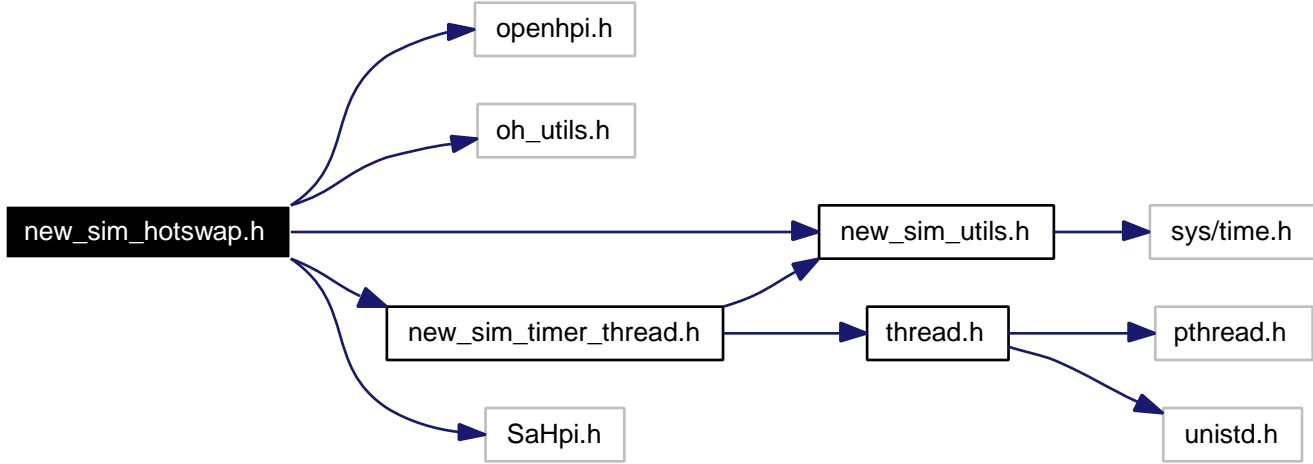 openhpi.h
oh_utils.h
new_sim_hotswap.h
new_sim_utils.h
sys/time.h
new_sim_timer_thread.h
thread.h
pthread.h
SaHpi.h
unistd.h